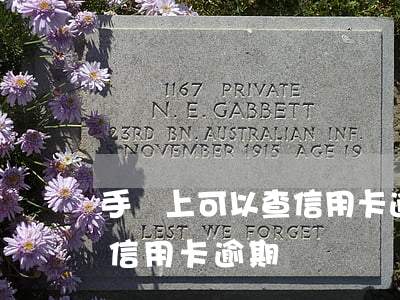 1167 PRIVATE
N. E. GABBETT
23RD BN. AUSTRALIAN INF.
NOVEMBER 1915 AGE 19
手 上可以查信用卡逾
LEST WE FORGET
信用卡逾期